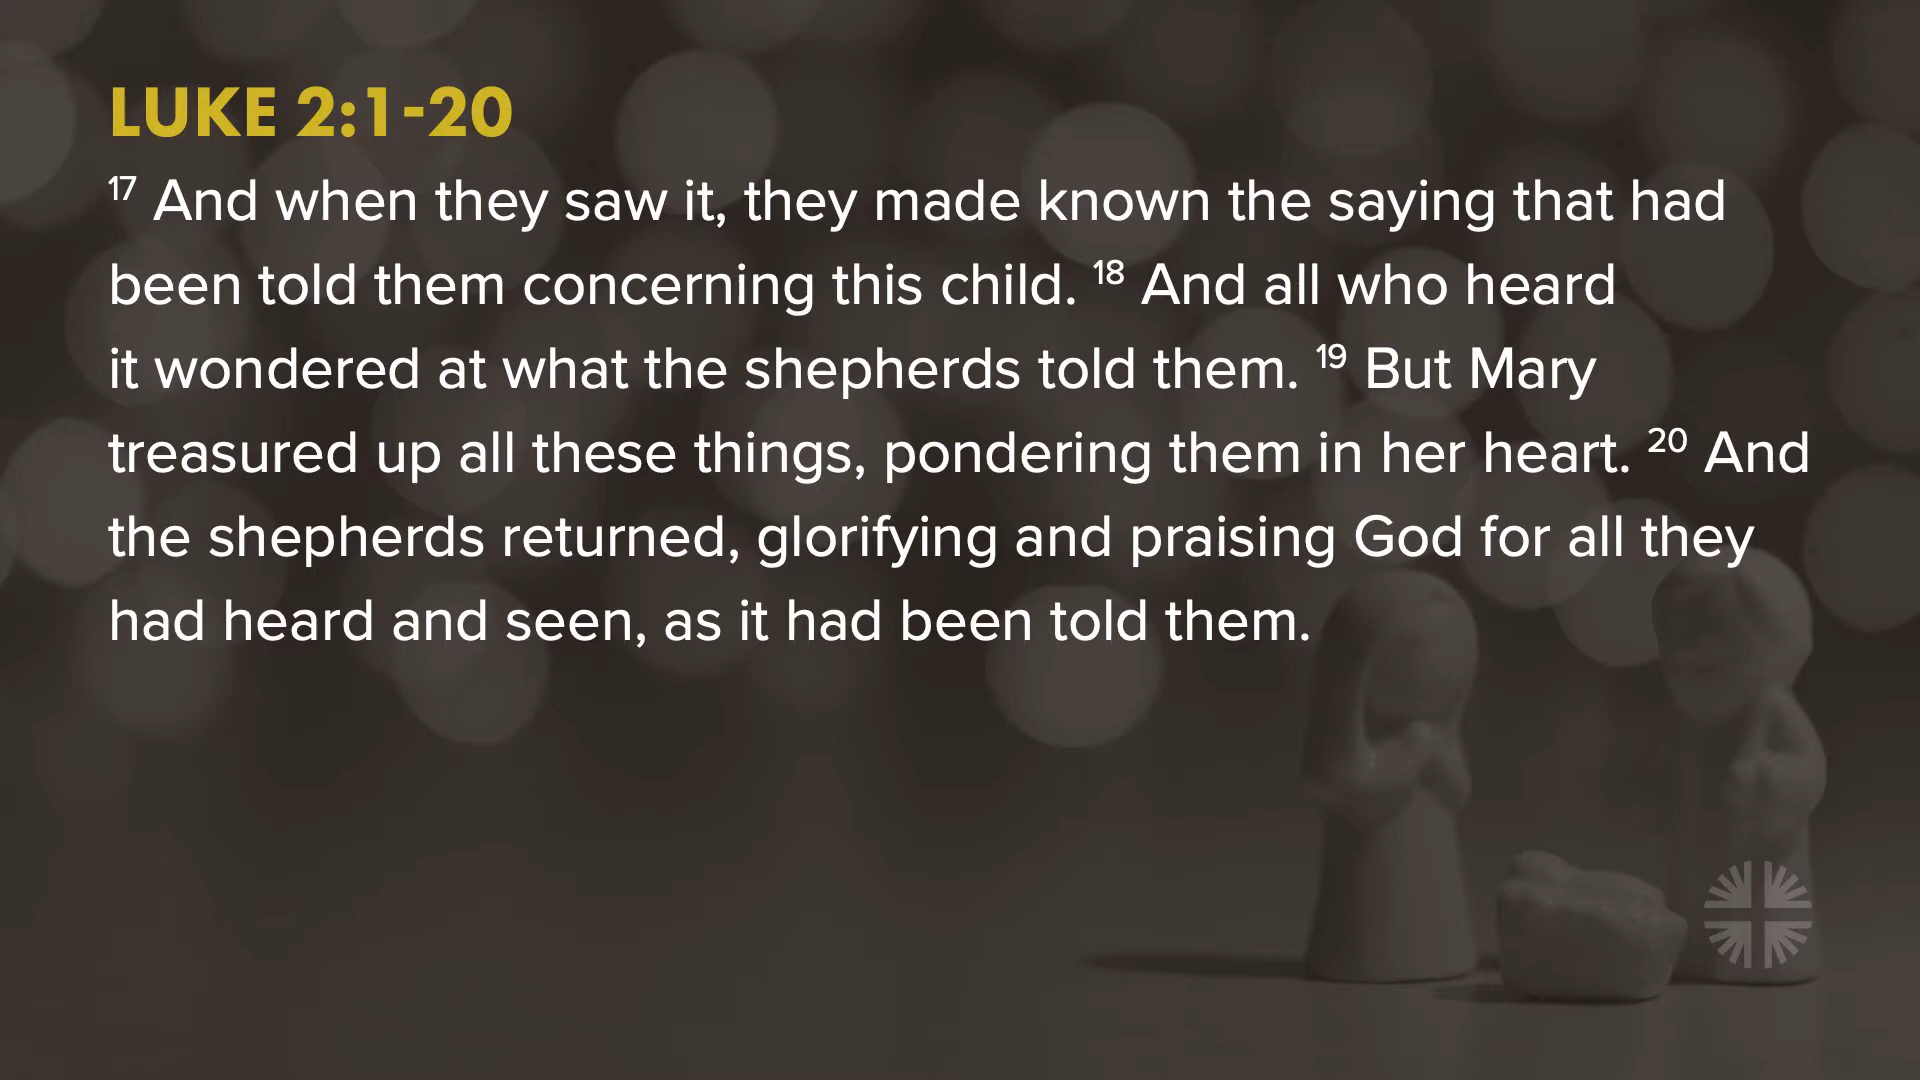 LUKE 2:1-20
17 And when they saw it, they made known the saying that had
been told them concerning this child. 18 And all who heard
it wondered at what the shepherds told them. 19 But Mary
treasured up all these things, pondering them in her heart. 20 And
the shepherds returned, glorifying and praising God for all they
had heard and seen, as it had been told them.